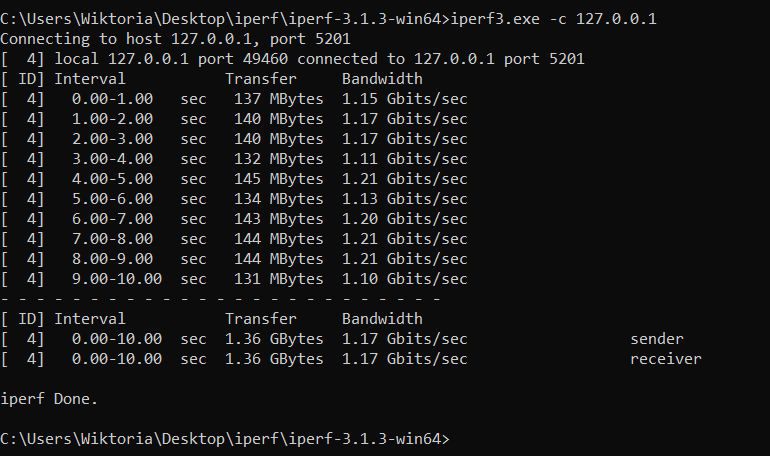 C:\Users\Wiktoria\Desktop\iperf\iperf-3.1.3-win64>iperf3.exe -c 127.0.0.1
Connecting to host 127.0.0.1, port 5201
[  4] local 127.0.0.1 port 49460 connected to 127.0.0.1 port 5201
[ ID] Interval           Transfer     Bandwidth
[  4]   0.00-1.00   sec   137 MBytes  1.15 Gbits/sec
[  4]   1.00-2.00   sec   140 MBytes  1.17 Gbits/sec
[  4]   2.00-3.00   sec   140 MBytes  1.17 Gbits/sec
[  4]   3.00-4.00   sec   132 MBytes  1.11 Gbits/sec
[  4]   4.00-5.00   sec   145 MBytes  1.21 Gbits/sec
[  4]   5.00-6.00   sec   134 MBytes  1.13 Gbits/sec
[  4]   6.00-7.00   sec   143 MBytes  1.20 Gbits/sec
[  4]   7.00-8.00   sec   144 MBytes  1.21 Gbits/sec
[  4]   8.00-9.00   sec   144 MBytes  1.21 Gbits/sec
[  4]   9.00-10.00  sec   131 MBytes  1.10 Gbits/sec
- - - - - - - - - - - - - - - - - - - - - - - - -
[ ID] Interval           Transfer     Bandwidth
[  4]   0.00-10.00  sec  1.36 GBytes  1.17 Gbits/sec                  sender
[  4]   0.00-10.00  sec  1.36 GBytes  1.17 Gbits/sec                  receiver
iperf Done.
C:\Users\Wiktoria\Desktop\iperf\iperf-3.1.3-win64>